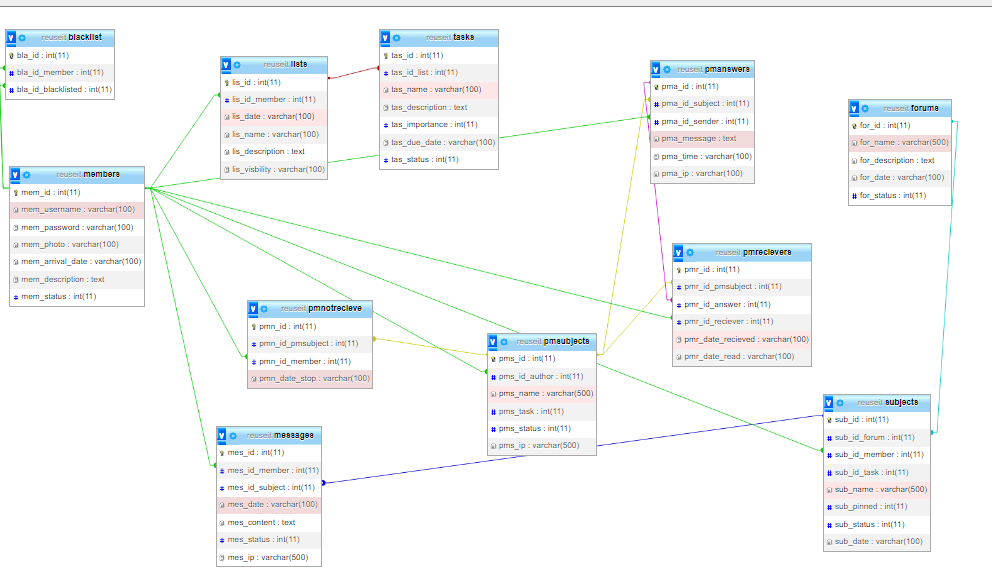 reuseit blacklist
bla_id : int(11)
bla_id_member : int(11)
bla_id_blacklisted : int(11)
reuseit lists
lis_id : int(11)
lis_id_member : int(11)
lis_date : varchar(100)
lis_name : varchar(100)
lis_description : text
lis_visbility : varchar(100)
reuseit tasks
tas_id : int(11)
tas_id_list : int(11)
tas_name : varchar(100)
tas_description : text
tas_importance : int(11)
tas_due_date : varchar(100)
tas_status : int(11)
reuseit pmanswers
pma_id : int(11)
pma_id_subject : int(11)
pma_id_sender : int(11)
pma_message : text
pma_time : varchar(100)
pma_ip : varchar(100)
reuseit forums
for_id : int(11)
for_name : varchar(500)
for_description : text
for_date : varchar(100)
for_status : int(11)
reuseit members
mem_id : int(11)
mem_username : varchar(100)
mem_password : varchar(100)
mem_photo : varchar(100)
mem_arrival_date : varchar(100)
mem_description : text
mem_status : int(11)
reuseit pmrecievers
pmr_id : int(11)
pmr_id_pmsubject : int(11)
pmr_id_answer : int(11)
pmr_id_reciever : int(11)
pmr_date_recieved : varchar(100)
pmr_date_read : varchar(100)
reuseit pmnotrecieve
pmn_id : int(11)
pmn_id_pmsubject : int(11)
pmn_id_member : int(11)
pmn_date_stop : varchar(100)
reuseit pmsubjects
pms_id : int(11)
pms_id_author : int(11)
pms_name : varchar(500)
pms_task : int(11)
pms_status : int(11)
pms_ip : varchar(500)
reuseit subjects
sub_id : int(11)
sub_id_forum : int(11)
sub_id_member : int(11)
sub_id_task : int(11)
sub_name : varchar(500)
sub_pinned : int(11)
sub_status : int(11)
sub_date : varchar(100)
reuseit messages
mes_id : int(11)
mes_id_member : int(11)
mes_id_subject : int(11)
mes_date : varchar(100)
mes_content : text
mes_status : int(11)
mes_ip : varchar(500)